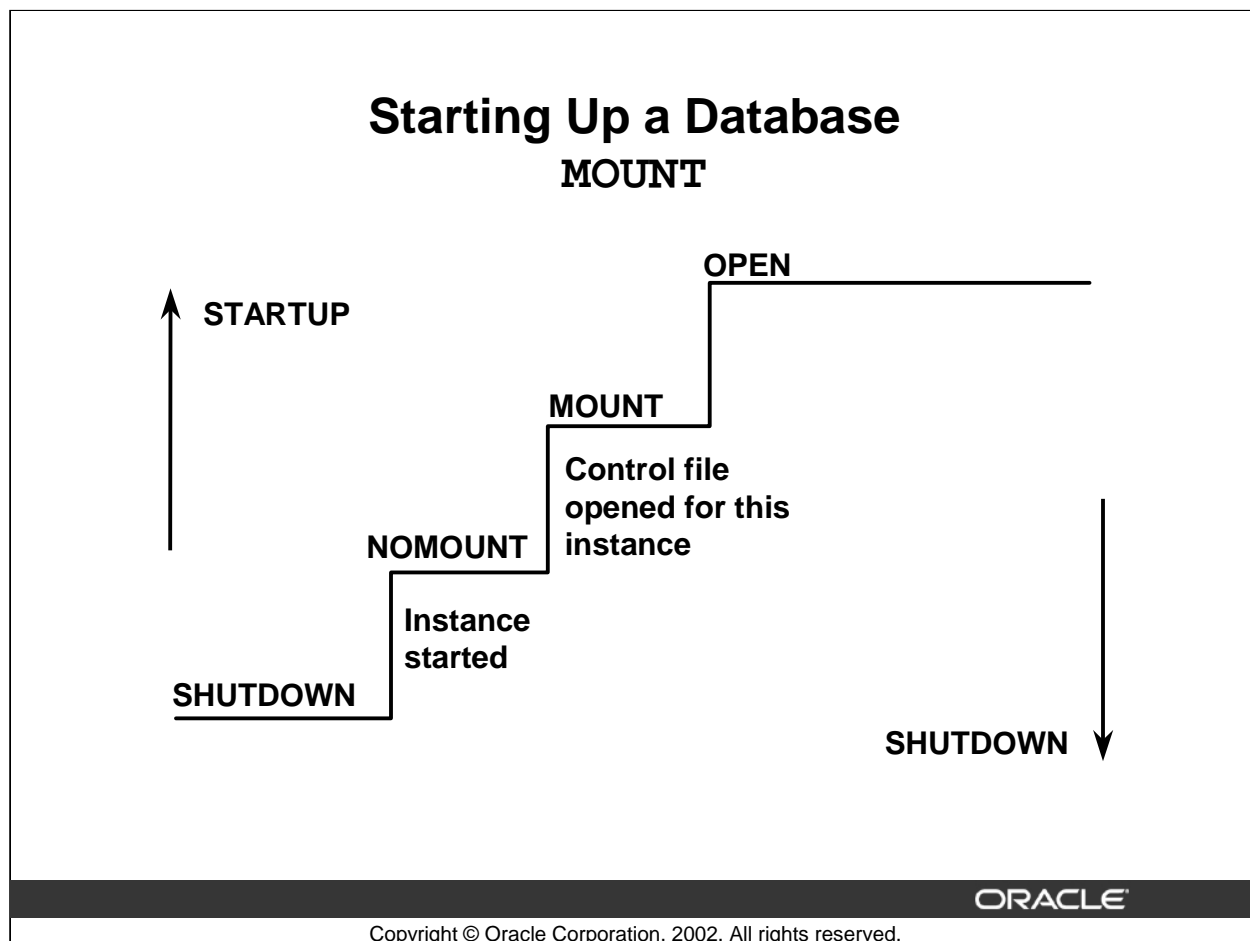 Starting Up a Database
MOUNT
OPEN
STARTUP
MOUNT
Control file
opened for this
instance
NOMOUNT
Instance
started
SHUTDOWN
SHUTDOWN
ORACLE®
Copyright © Oracle Corporation, 2002. All rights reserved.